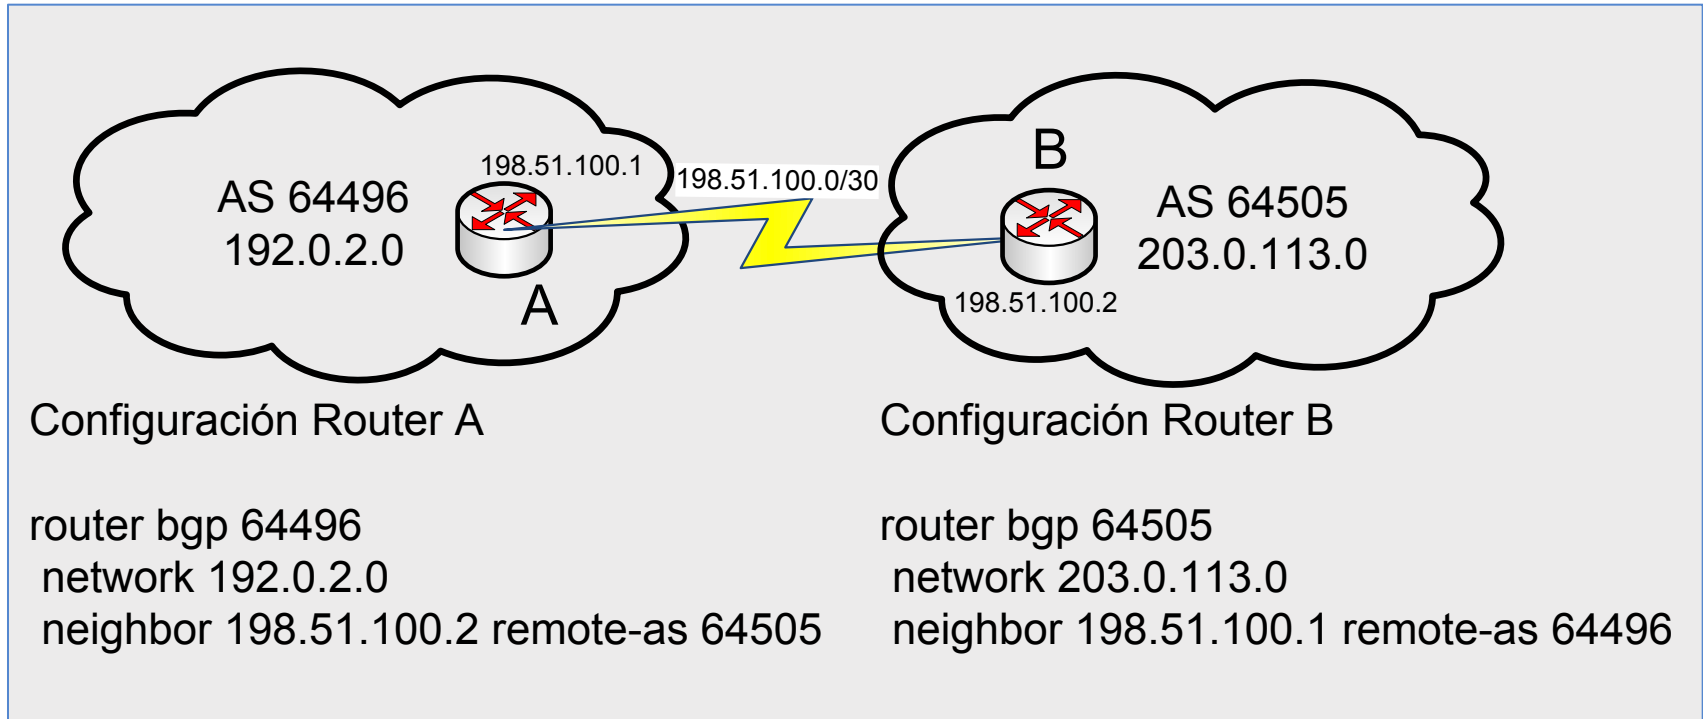 AS 64496
192.0.2.0
198.51.100.1
A
198.51.100.0/30
B
198.51.100.2
AS 64505
203.0.113.0
Configuración Router A
router bgp 64496
network 192.0.2.0
neighbor 198.51.100.2 remote-as 64505
Configuración Router B
router bgp 64505
network 203.0.113.0
neighbor 198.51.100.1 remote-as 64496